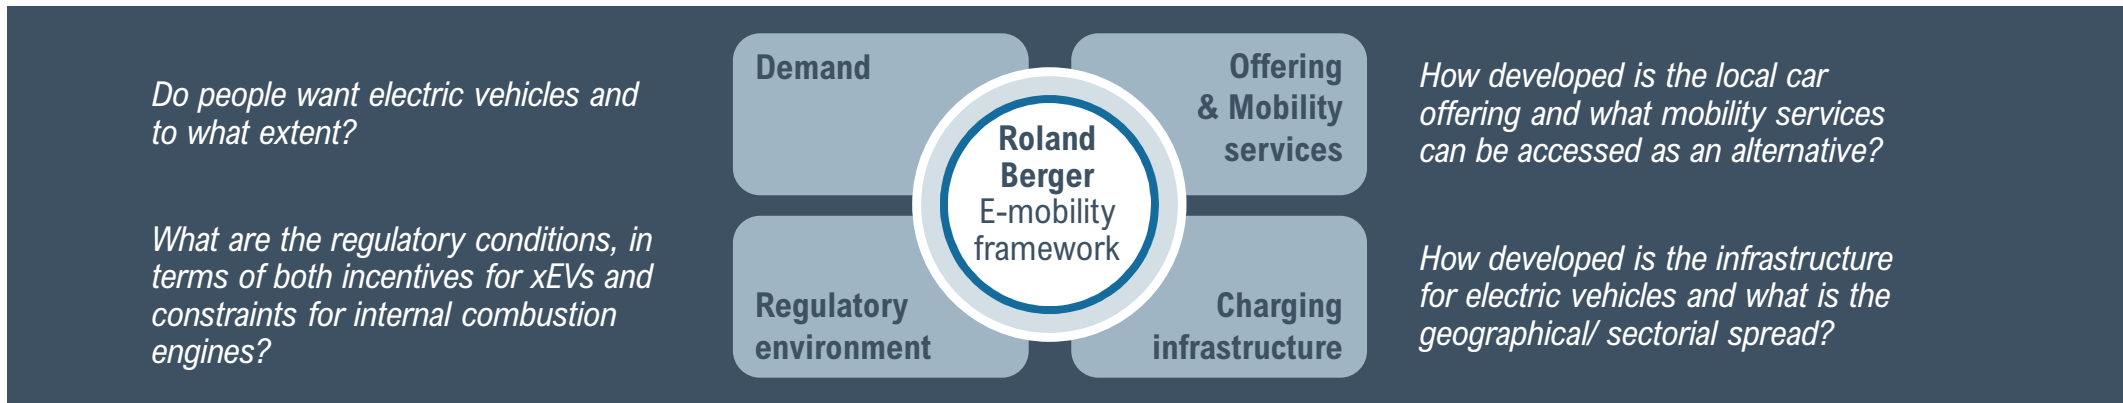 Do people want electric vehicles and
to what extent?
Demand
Offering
& Mobility
services
How developed is the local car
offering and what mobility services
can be accessed as an alternative?
Roland
Berger
E-mobility
framework
What are the regulatory conditions, in
terms of both incentives for xEVs and
constraints for internal combustion
engines?
Regulatory
environment
Charging
infrastructure
How developed is the infrastructure
for electric vehicles and what is the
geographical/ sectorial spread?